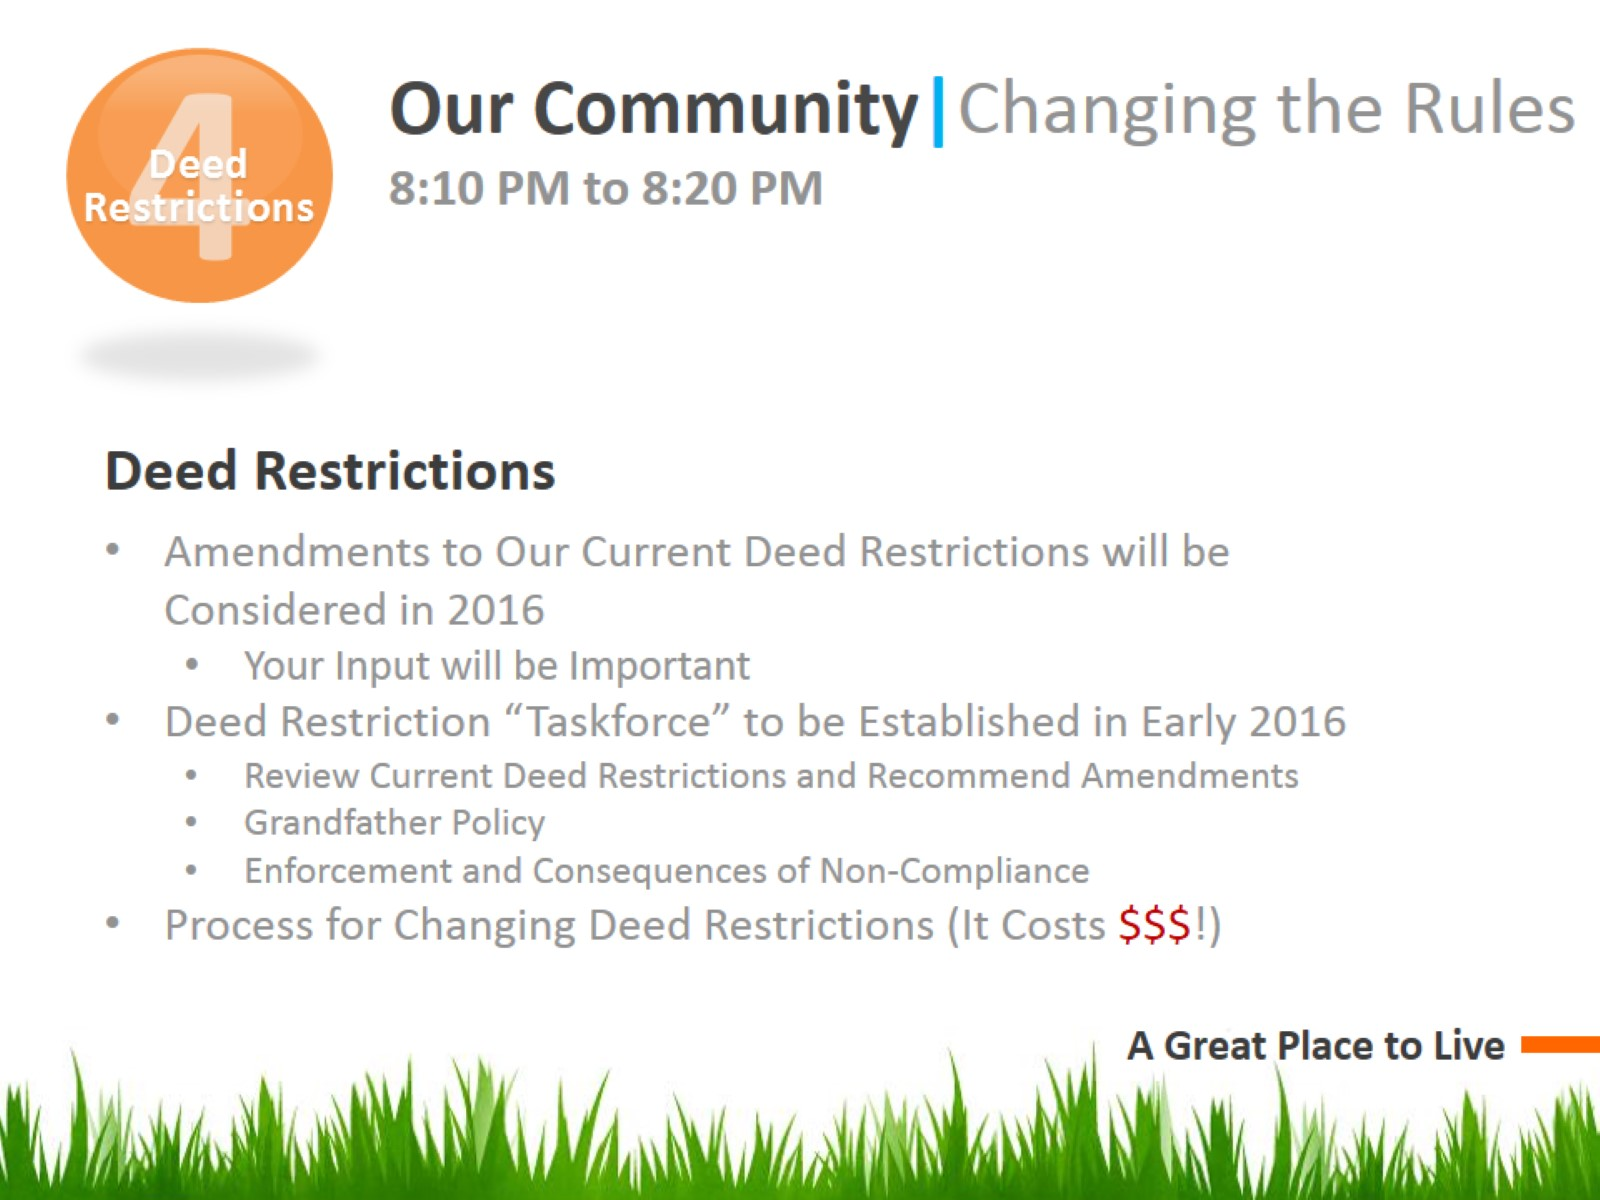 4
Deed
Restrictions
Our Community|Changing the Rules
8:10 PM to 8:20 PM
Deed Restrictions
• Amendments to Our Current Deed Restrictions will be
Considered in 2016
• Your Input will be Important
• Deed Restriction “Taskforce” to be Established in Early 2016
• Review Current Deed Restrictions and Recommend Amendments
• Grandfather Policy
• Enforcement and Consequences of Non-Compliance
• Process for Changing Deed Restrictions (It Costs $$$!)
A Great Place to Live